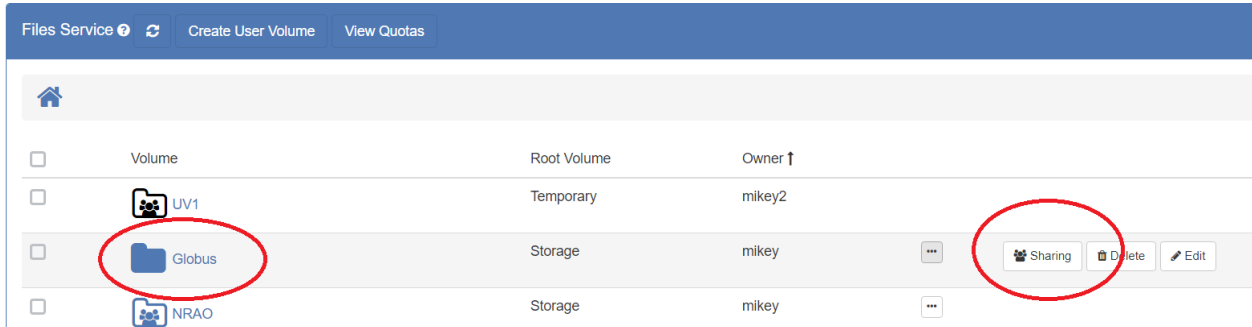 Files Service ? Create User Volume View Quotas
Volume Root Volume Owner ↑
UV1 Temporary mikey2
Globus Storage mikey ••• Sharing Delete Edit
NRAO Storage mikey •••